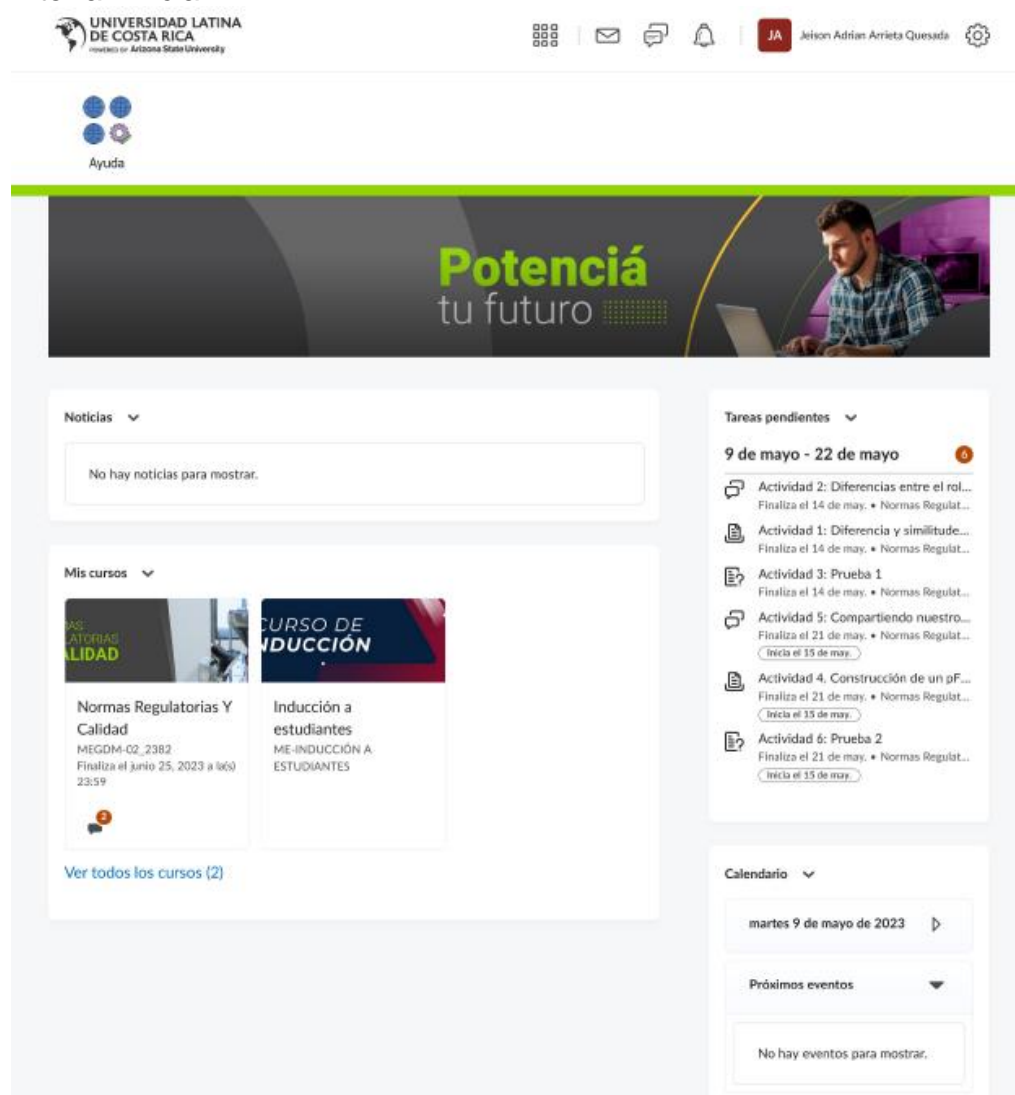 UNIVERSIDAD LATINA
DE COSTA RICA
POWERED BY Arizona State University
JA
Jeison Adrian Arrieta Quesada
Ayuda
Potenciá
tu futuro
Noticias
No hay noticias para mostrar.
Mis cursos
LIDAD
CURSO DE
INDUCCIÓN
Normas Regulatorias Y
Calidad
MEGDM-02_2382
Finaliza el junio 25, 2023 a la(s)
23:59
2
Inducción a
estudiantes
ME-INDUCCIÓN A
ESTUDIANTES
Ver todos los cursos (2)
Tareas pendientes
9 de mayo - 22 de mayo
6
Actividad 2: Diferencias entre el rol...
Finaliza el 14 de may. • Normas Regulat...
Actividad 1: Diferencia y similitude...
Finaliza el 14 de may. • Normas Regulat...
Actividad 3: Prueba 1
Finaliza el 14 de may. • Normas Regulat...
Actividad 5: Compartiendo nuestro...
Finaliza el 21 de may. • Normas Regulat...
Inicia el 15 de may.
Actividad 4. Construcción de un pF...
Finaliza el 21 de may. • Normas Regulat...
Inicia el 15 de may.
Actividad 6: Prueba 2
Finaliza el 21 de may. • Normas Regulat...
Inicia el 15 de may.
Calendario
martes 9 de mayo de 2023
Próximos eventos
No hay eventos para mostrar.